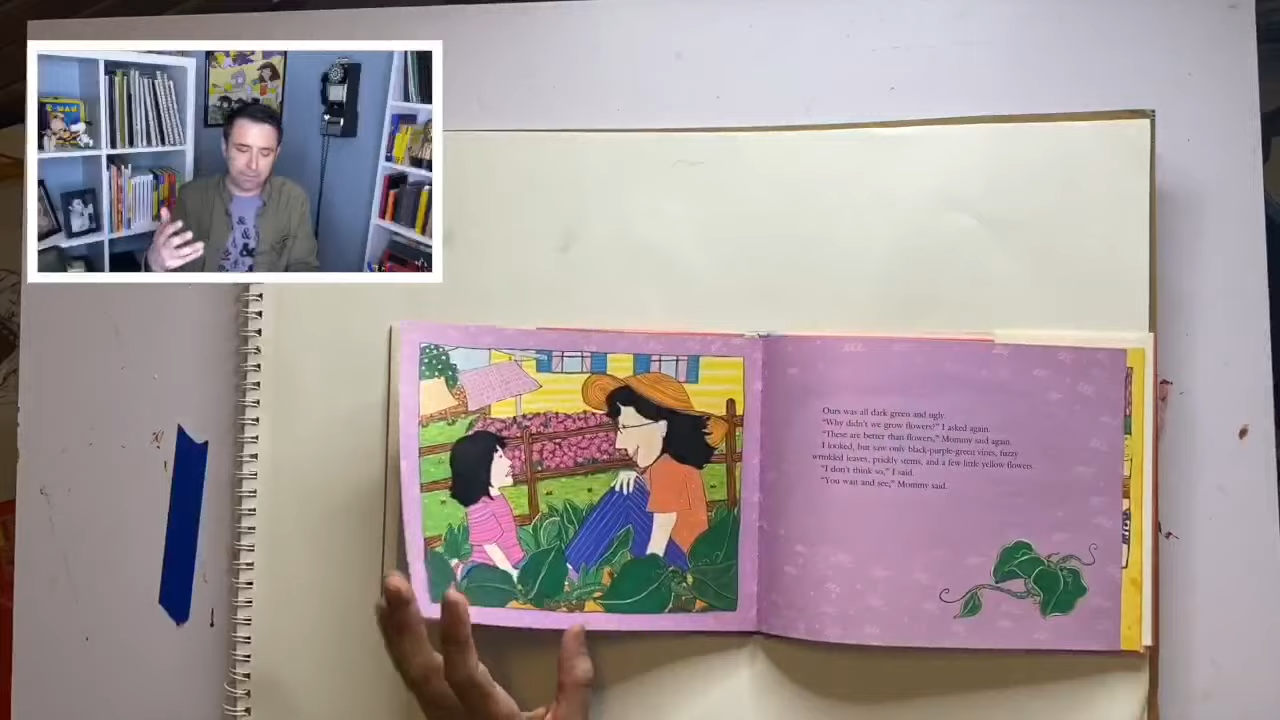 Ours was all dark green and ugly.
"Why didn't we grow flowers?" I asked again.
"These are better than flowers," Mommy said again.
I looked, but saw only black-purple-green vines, fuzzy
wrinkled leaves, prickly stems, and a few little yellow flowers.
"I don't think so," I said.
"You wait and see," Mommy said.